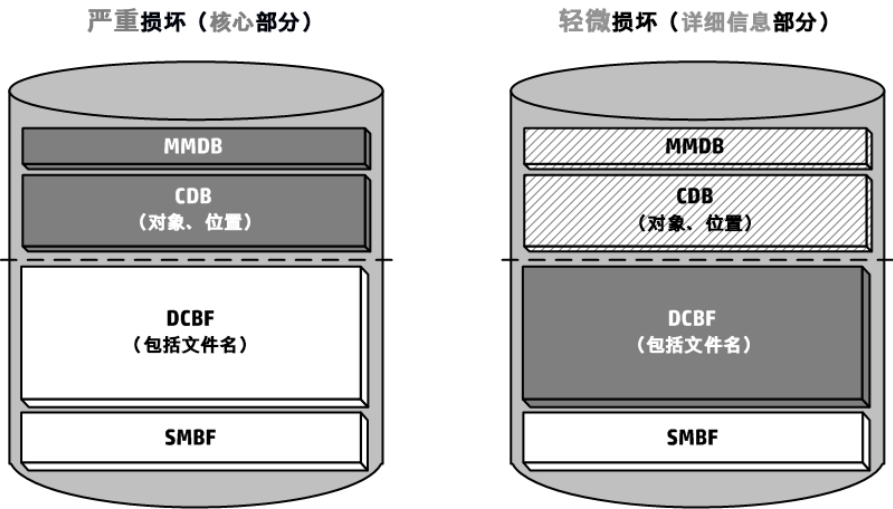 严重损坏（核心部分）
MMDB
CDB
（对象、位置）
DCBF
（包括文件名）
SMBF
轻微损坏（详细信息部分）
MMDB
CDB
（对象、位置）
DCBF
（包括文件名）
SMBF